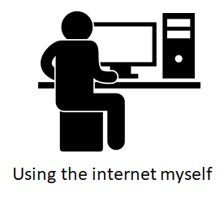 Using the internet myself